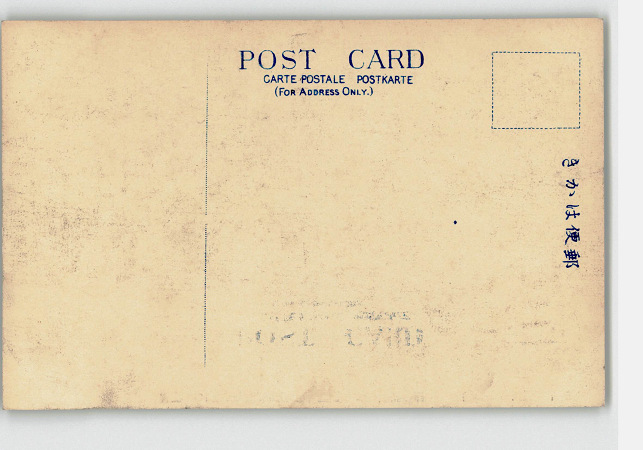 POST CARD
CARTE POSTALE POSTKARTE
(FOR ADDRESS ONLY.)
きかは便郵